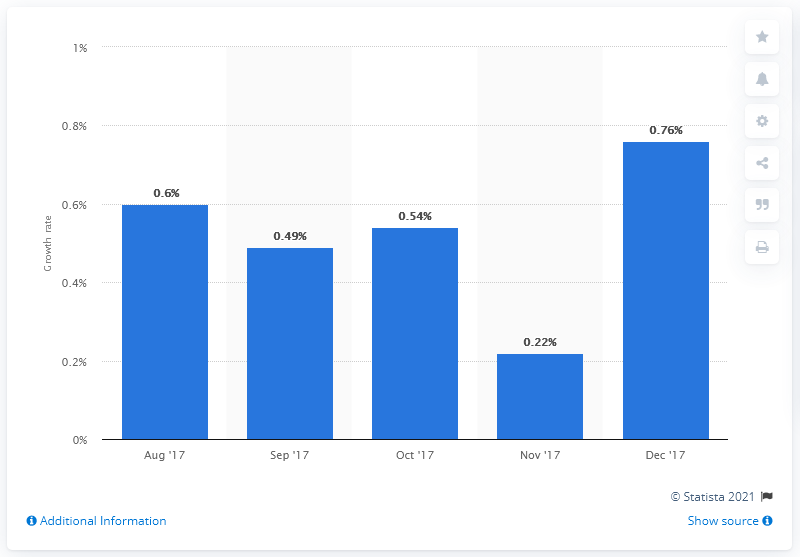 1%
0.8%
0.6%
0.4%
0.2%
0%
Growth rate
0.6%
0.49%
0.54%
0.22%
0.76%
Aug '17
Sep '17
Oct '17
Nov '17
Dec '17
© Statista 2021
Additional Information
Show source